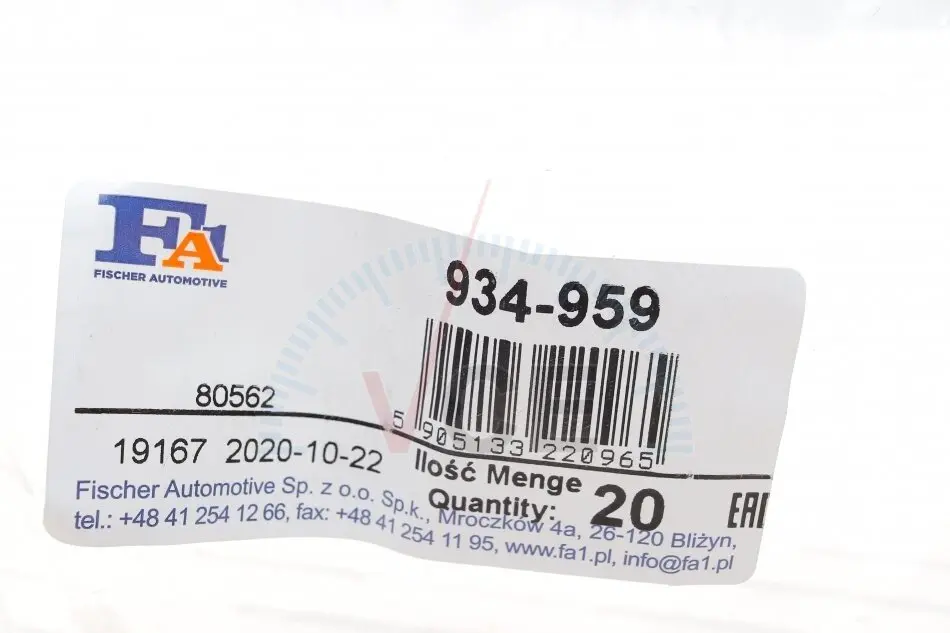 FA1
FISCHER AUTOMOTIVE
934-959
80562
5 905133 220965
19167 2020-10-22
Ilość Menge
Quantity: 20
EAC
Fischer Automotive Sp. z o.o. Sp.k., Mroczków 4a, 26-120 Bliżyn,
tel.: +48 41 254 12 66, fax: +48 41 254 11 95, www.fa1.pl, info@fa1.pl